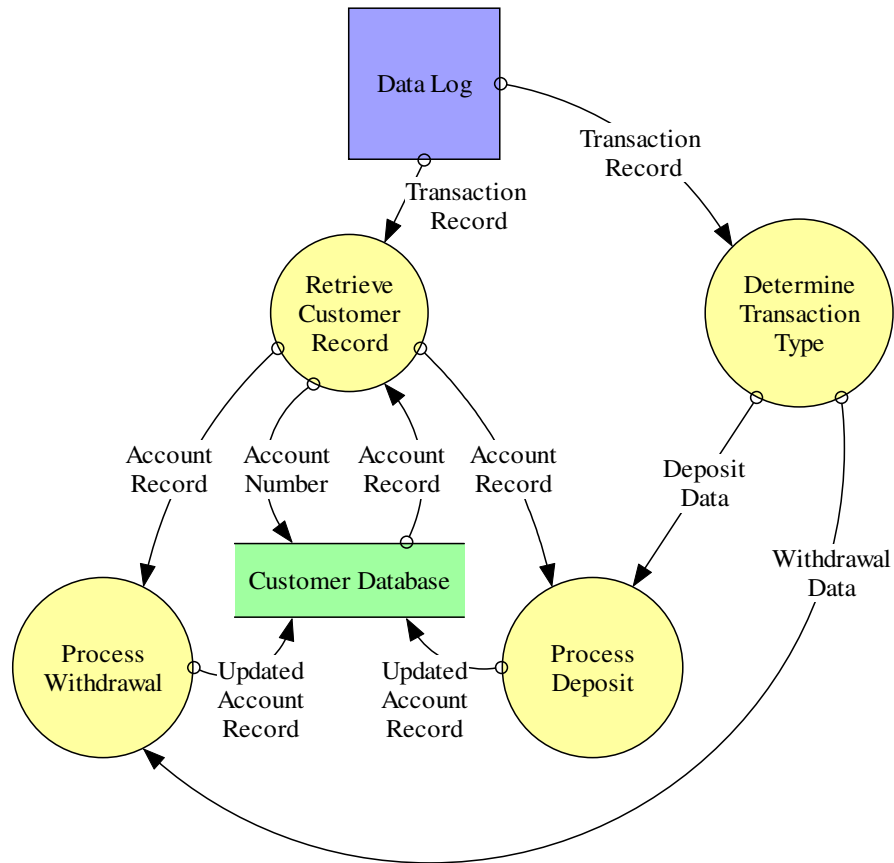 Data Log
Transaction
Record
Transaction
Record
Retrieve
Customer
Record
Determine
Transaction
Type
Account
Record
Account
Number
Account
Record
Account
Record
Deposit
Data
Withdrawal
Data
Customer Database
Process
Withdrawal
Updated
Account
Record
Updated
Account
Record
Process
Deposit